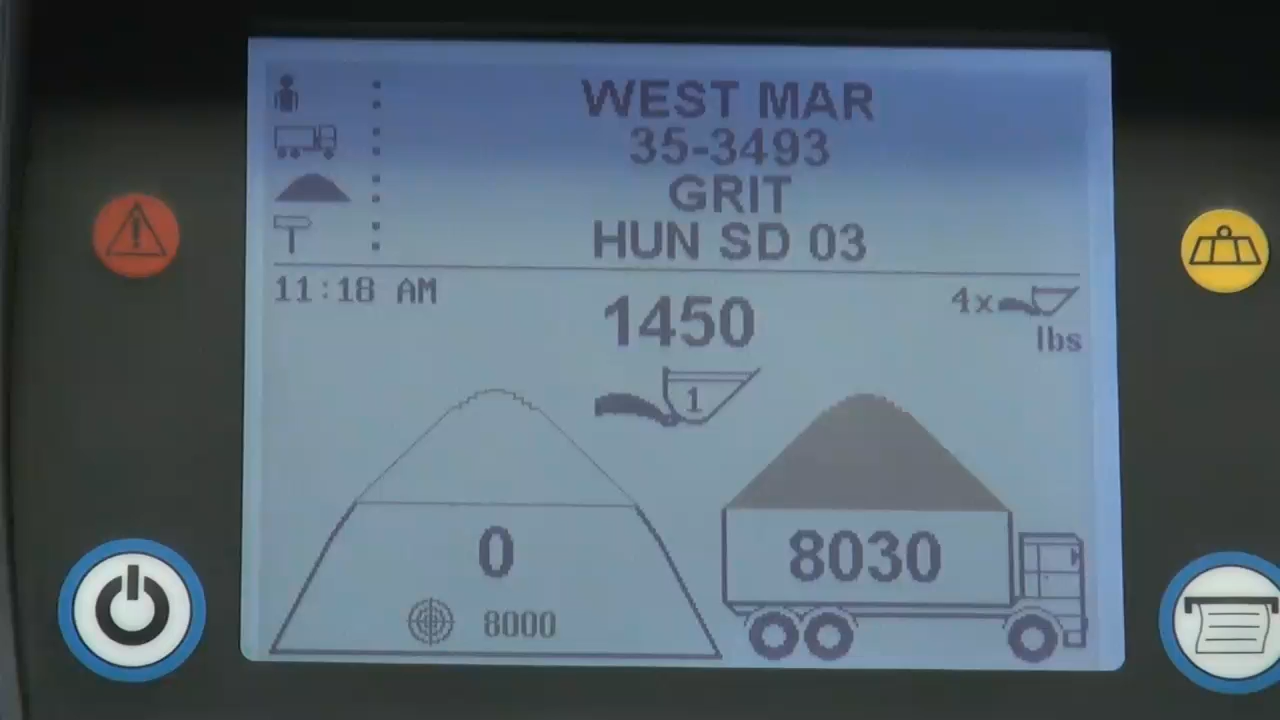 : WEST MAR
: 35-3493
: GRIT
: HUN SD 03
11:18 AM
1450
4x
lbs
1
0
8000
8030